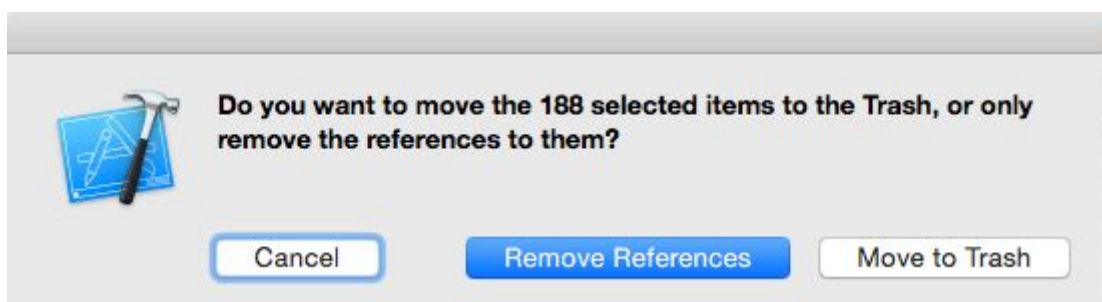 Do you want to move the 188 selected items to the Trash, or only
remove the references to them?
Cancel
Remove References
Move to Trash